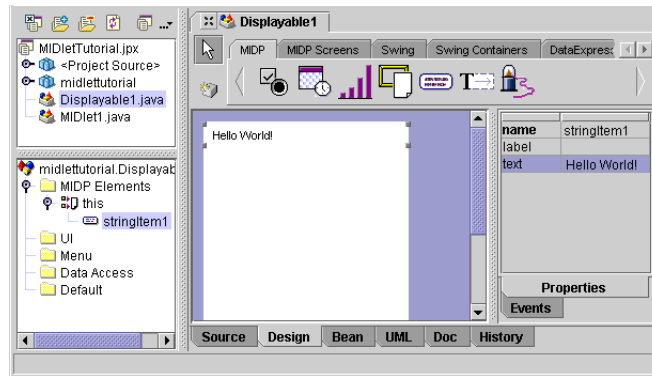 Displayable1
MIDletTutorial.jpx
<Project Source>
midlettutorial
Displayable1.java
MIDlet1.java
midlettutorial.Displayab
MIDP Elements
this
stringItem1
UI
Menu
Data Access
Default
MIDP MIDP Screens Swing Swing Containers DataExpres
Hello World!
name stringItem1
label
text Hello World!
Properties
Events
Source Design Bean UML Doc History